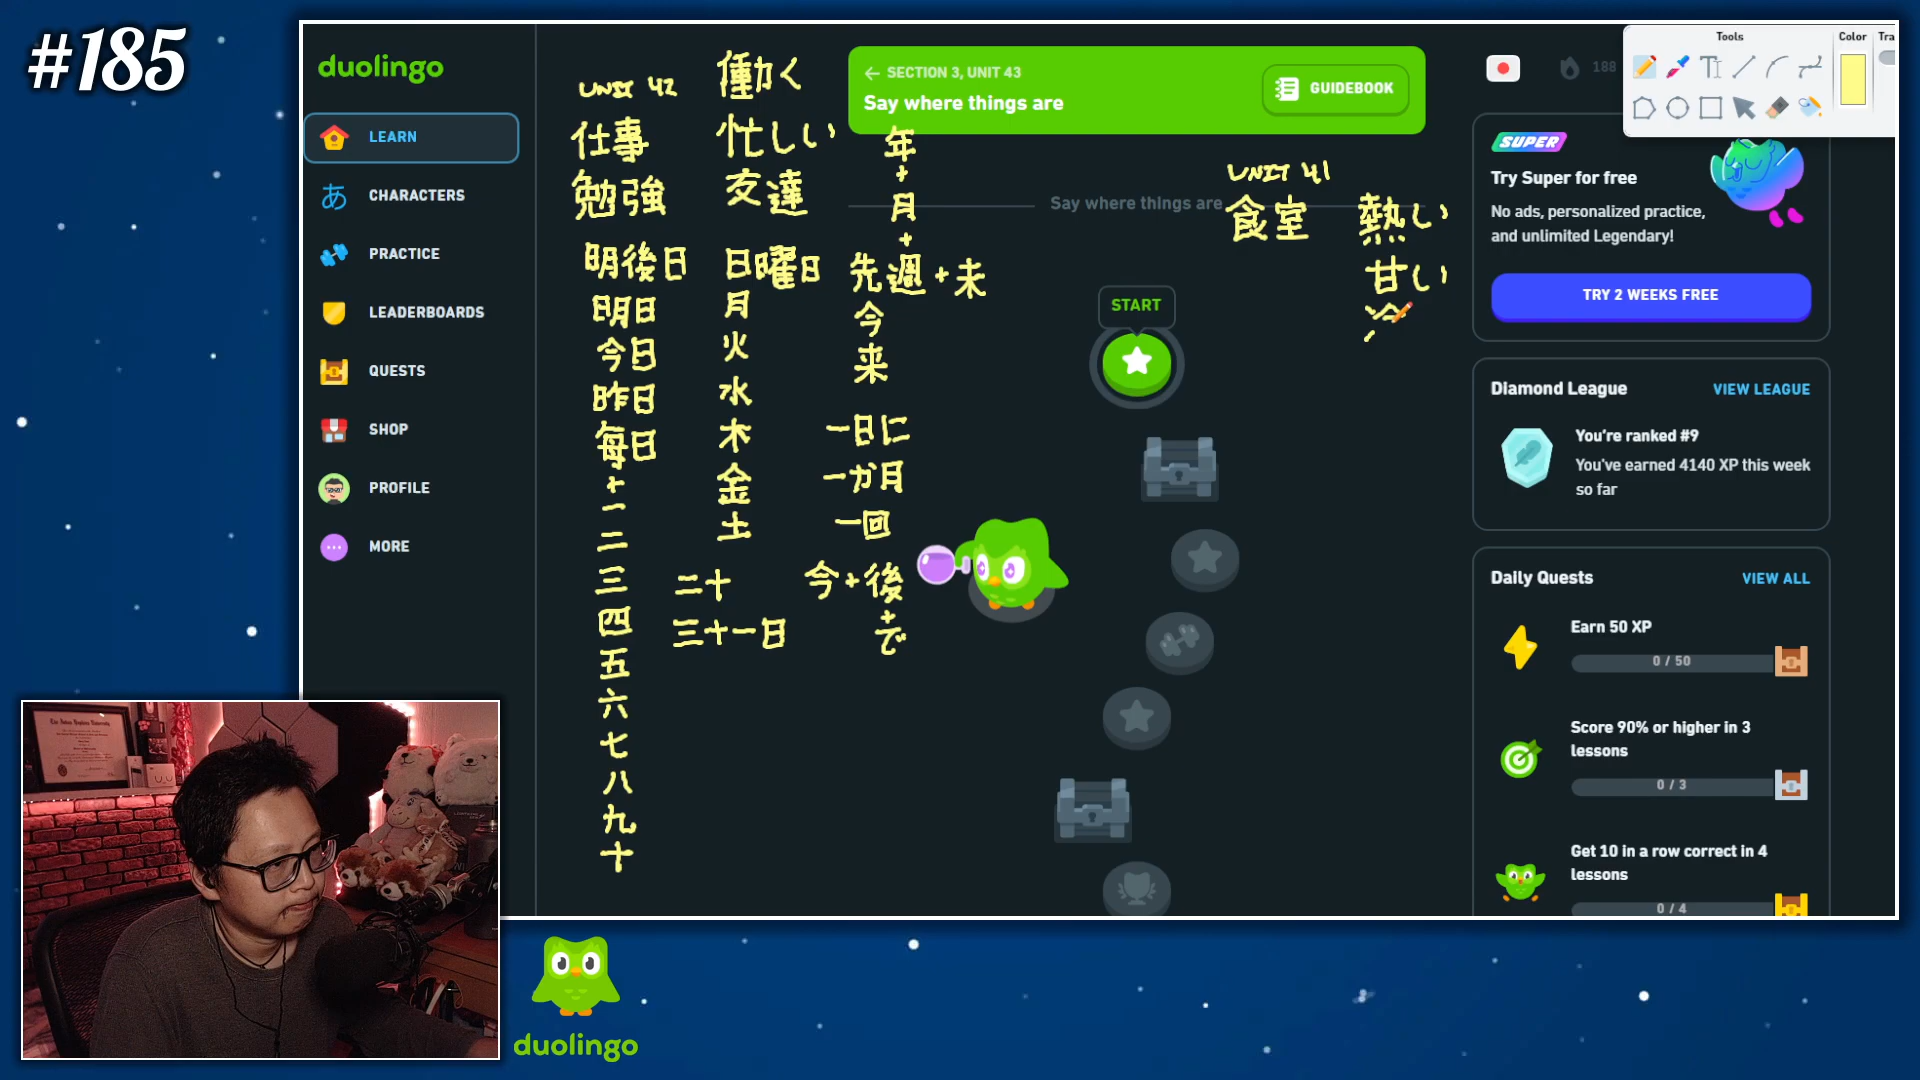 #185
duolingo
LEARN
CHARACTERS
PRACTICE
LEADERBOARDS
QUESTS
SHOP
PROFILE
MORE
UNIT 42
仕事
勉強
明後日
明日
今日
昨日
毎日
+
一
二
三
四
五
六
七
八
九
十
働く
忙しい
友達
日曜日
月
火
水
木
金
土
二十
三十一日
年
+
月
+
先週+末
今
来
一日に
一か月
一回
今+後
+
で
SECTION 3, UNIT 43
Say where things are
GUIDEBOOK
Say where things are
START
UNIT 41
食室
熱い
甘い
188
Tools
Color
Tra
SUPER
Try Super for free
No ads, personalized practice,
and unlimited Legendary!
TRY 2 WEEKS FREE
Diamond League
VIEW LEAGUE
You're ranked #9
You've earned 4140 XP this week
so far
Daily Quests
VIEW ALL
Earn 50 XP
0 / 50
Score 90% or higher in 3
lessons
0 / 3
Get 10 in a row correct in 4
lessons
0 / 4
duolingo